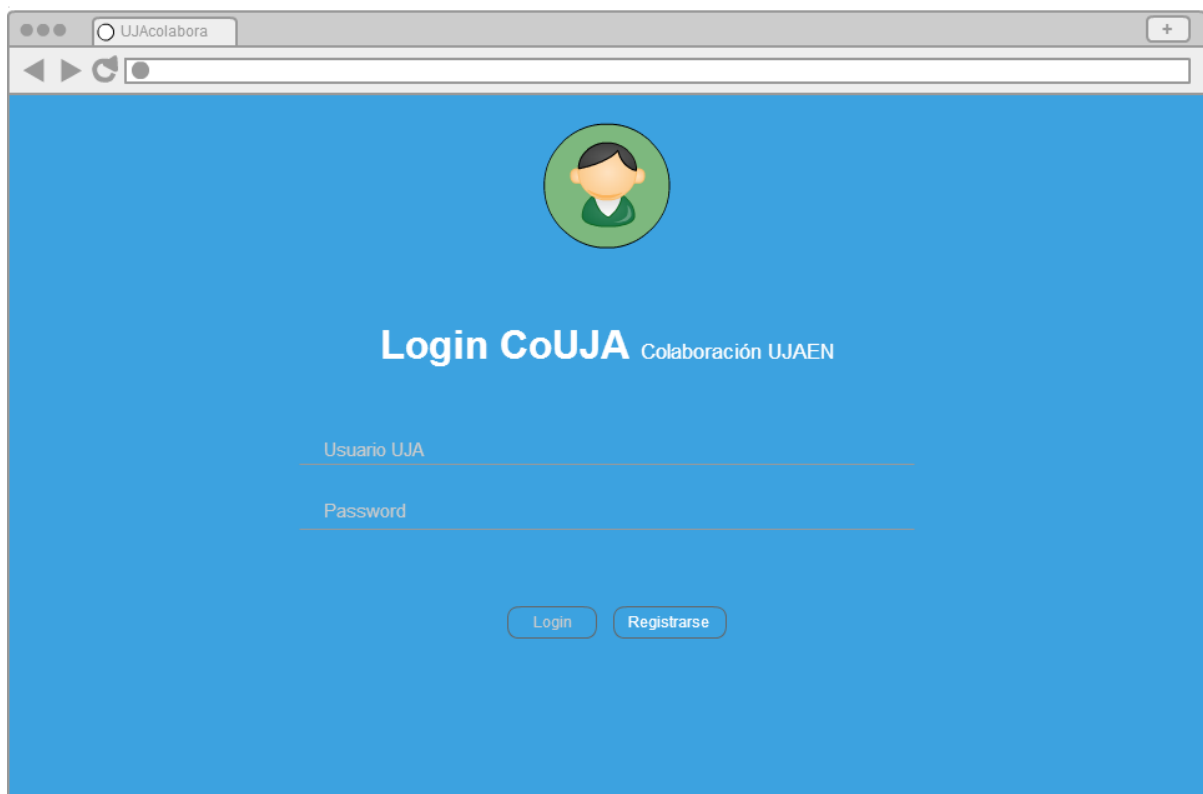 UJAcolabora
+
Login CoUJA Colaboración UJAEN
Usuario UJA
Password
Login Registrarse